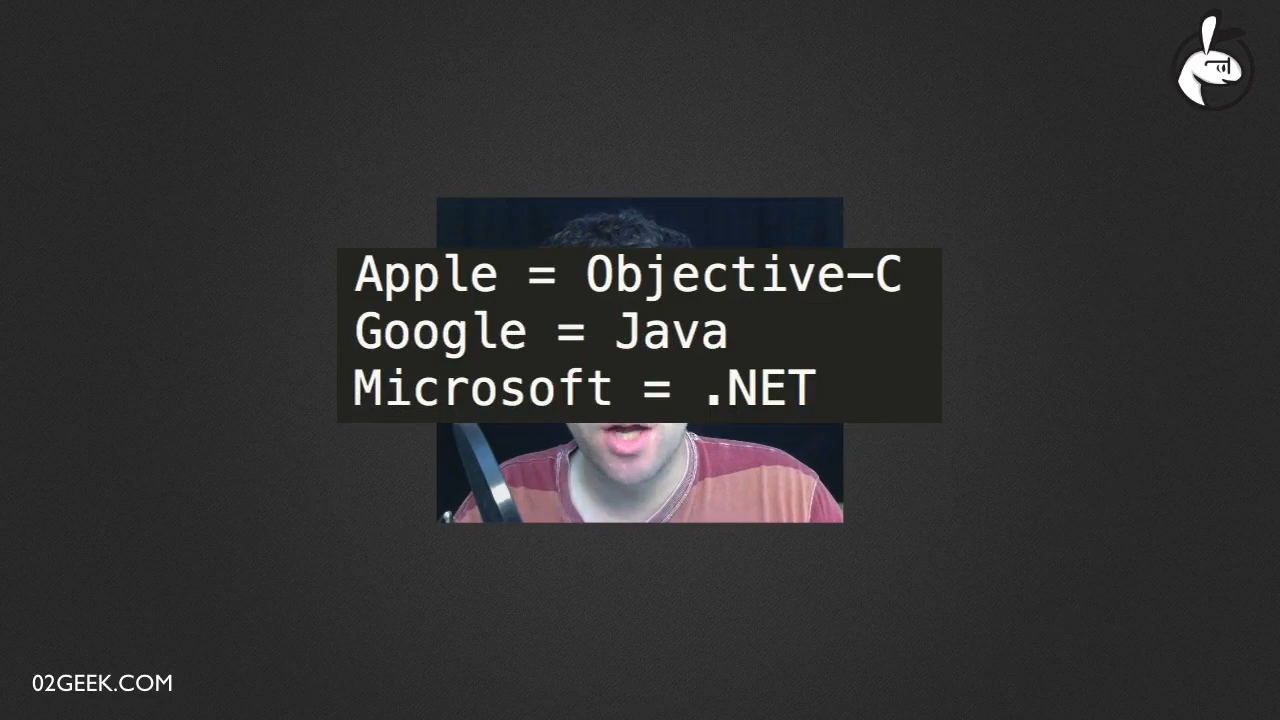 Apple = Objective-C
Google = Java
Microsoft = .NET
02GEEK.COM